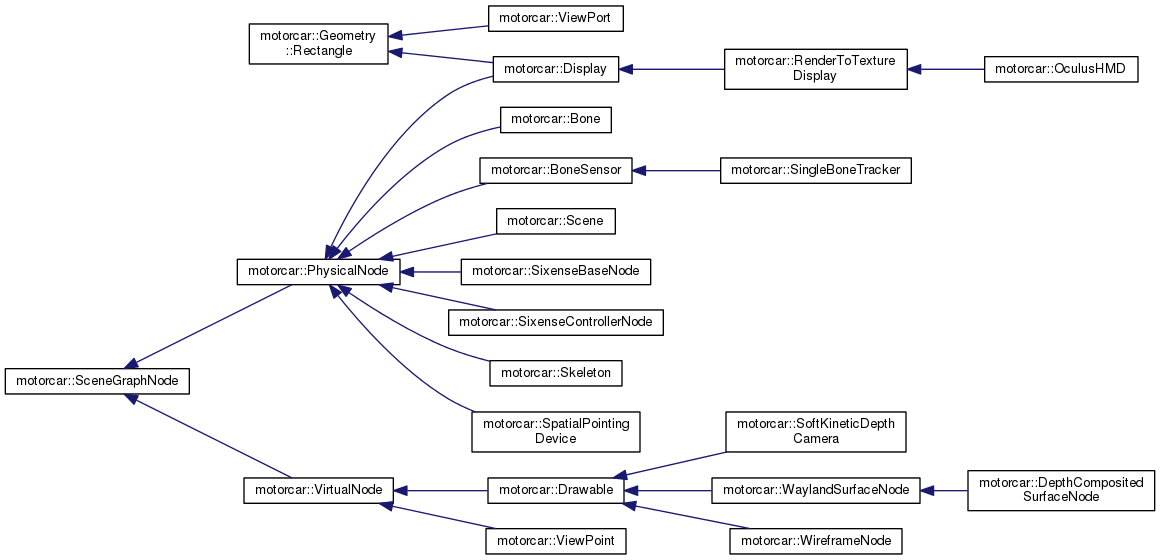 motorcar::ViewPort
motorcar::Geometry
::Rectangle
motorcar::Display
motorcar::RenderToTexture
Display
motorcar::OculusHMD
motorcar::Bone
motorcar::BoneSensor
motorcar::SingleBoneTracker
motorcar::Scene
motorcar::PhysicalNode
motorcar::SixenseBaseNode
motorcar::SixenseControllerNode
motorcar::Skeleton
motorcar::SceneGraphNode
motorcar::SpatialPointing
Device
motorcar::SoftKineticDepth
Camera
motorcar::VirtualNode
motorcar::Drawable
motorcar::WaylandSurfaceNode
motorcar::DepthComposited
SurfaceNode
motorcar::ViewPoint
motorcar::WireframeNode